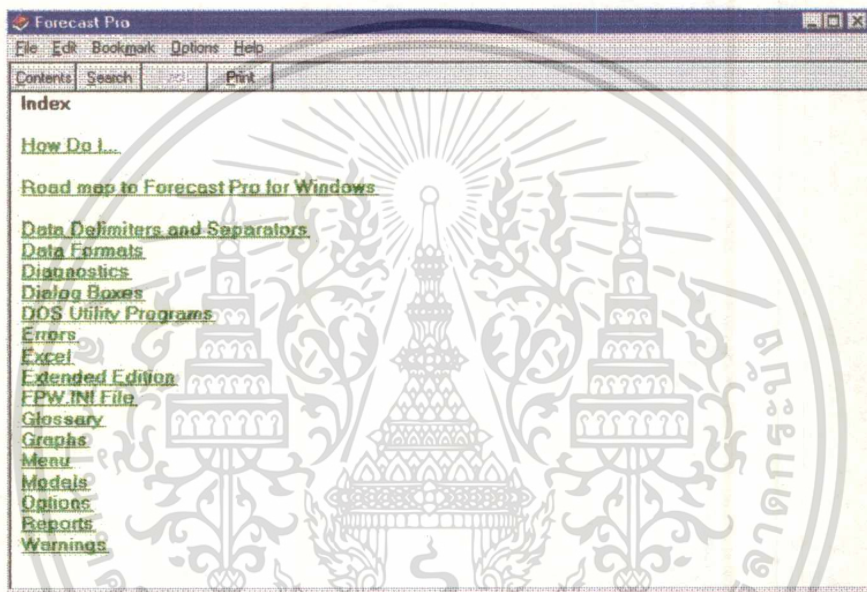 Forecast Pro
File Edit Bookmark Options Help
Contents Search Print
Index
How Do I...
Road map to Forecast Pro for Windows
Data Delimiters and Separators
Data Formats
Diagnostics
Dialog Boxes
DOS Utility Programs
Errors
Excel
Extended Edition
FPW.INI File
Glossary
Graphs
Menu
Models
Options
Reports
Warnings